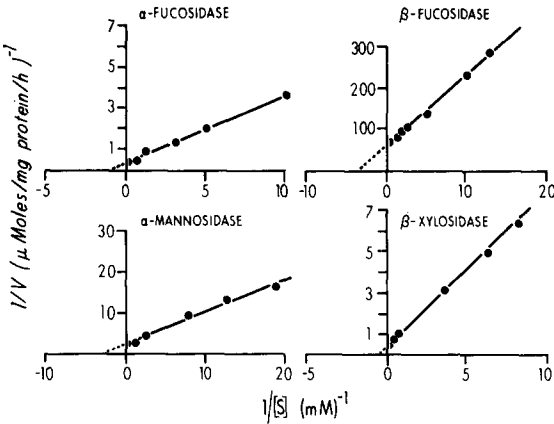 α-FUCOSIDASE
7
5
3
1
-5 0 5 10
β-FUCOSIDASE
300
200
100
-10 0 10 20
α-MANNOSIDASE
30
20
10
-10 0 10 20
β-XYLOSIDASE
7
5
3
1
-5 0 5 10
1/V (μ Moles/mg protein/h)⁻¹
1/[S] (mM)⁻¹